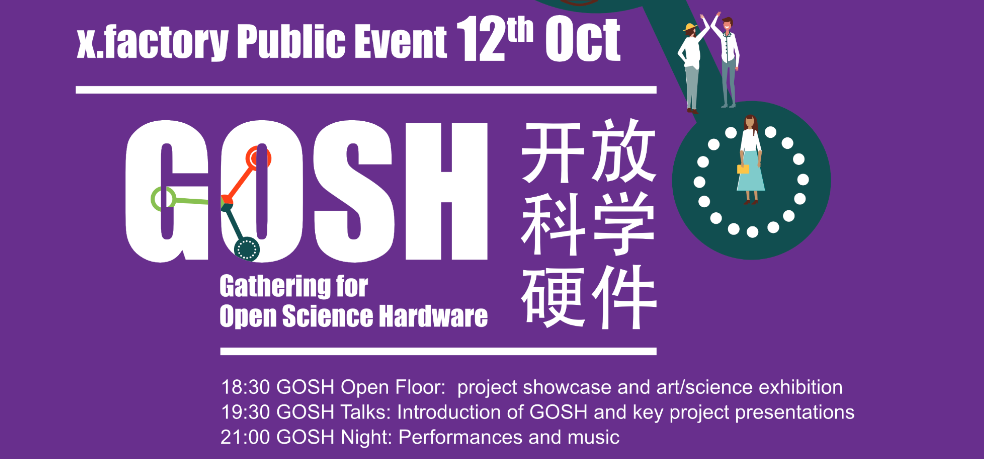 x.factory Public Event 12th Oct
GOSH
开放
科学
硬件
Gathering for
Open Science Hardware
18:30 GOSH Open Floor:  project showcase and art/science exhibition
19:30 GOSH Talks: Introduction of GOSH and key project presentations
21:00 GOSH Night: Performances and music